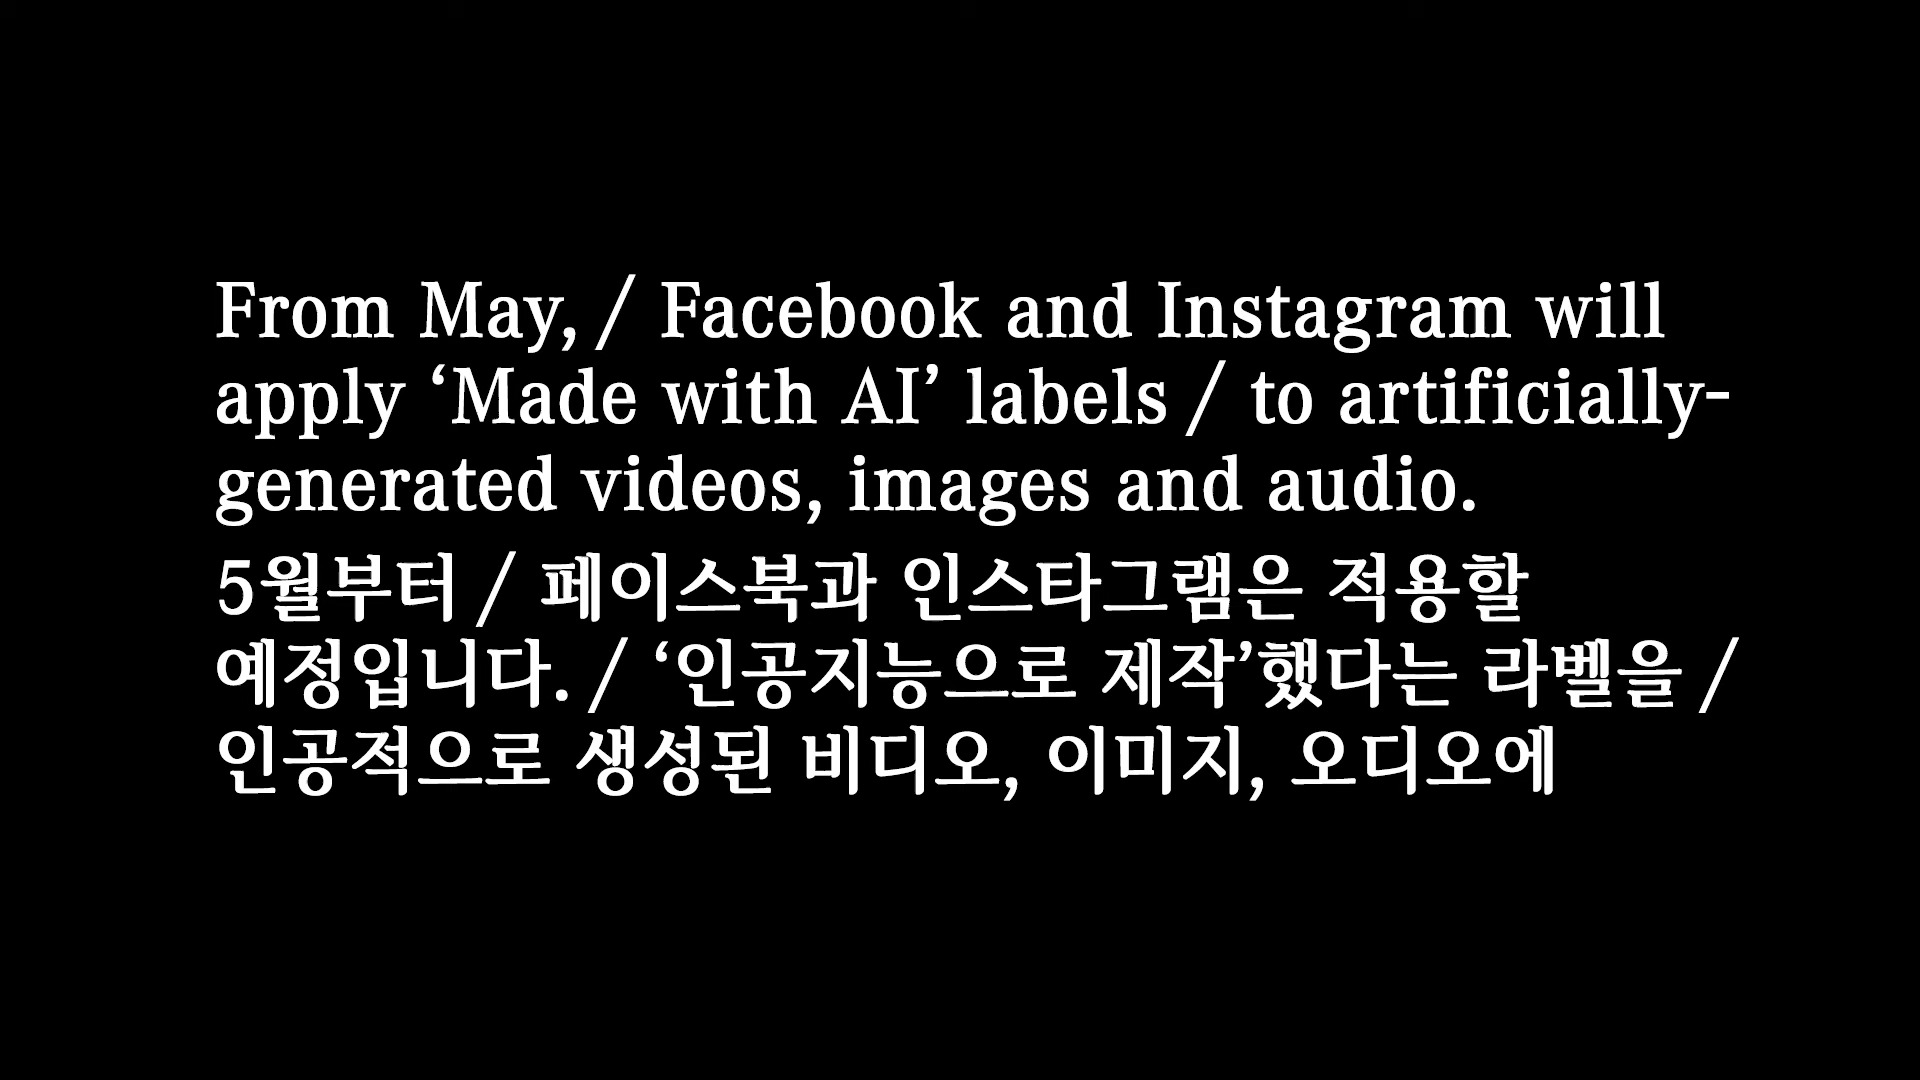 From May, / Facebook and Instagram will
apply ‘Made with AI’ labels / to artificially-
generated videos, images and audio.
5월부터 / 페이스북과 인스타그램은 적용할
예정입니다. / ‘인공지능으로 제작’했다는 라벨을 /
인공적으로 생성된 비디오, 이미지, 오디오에